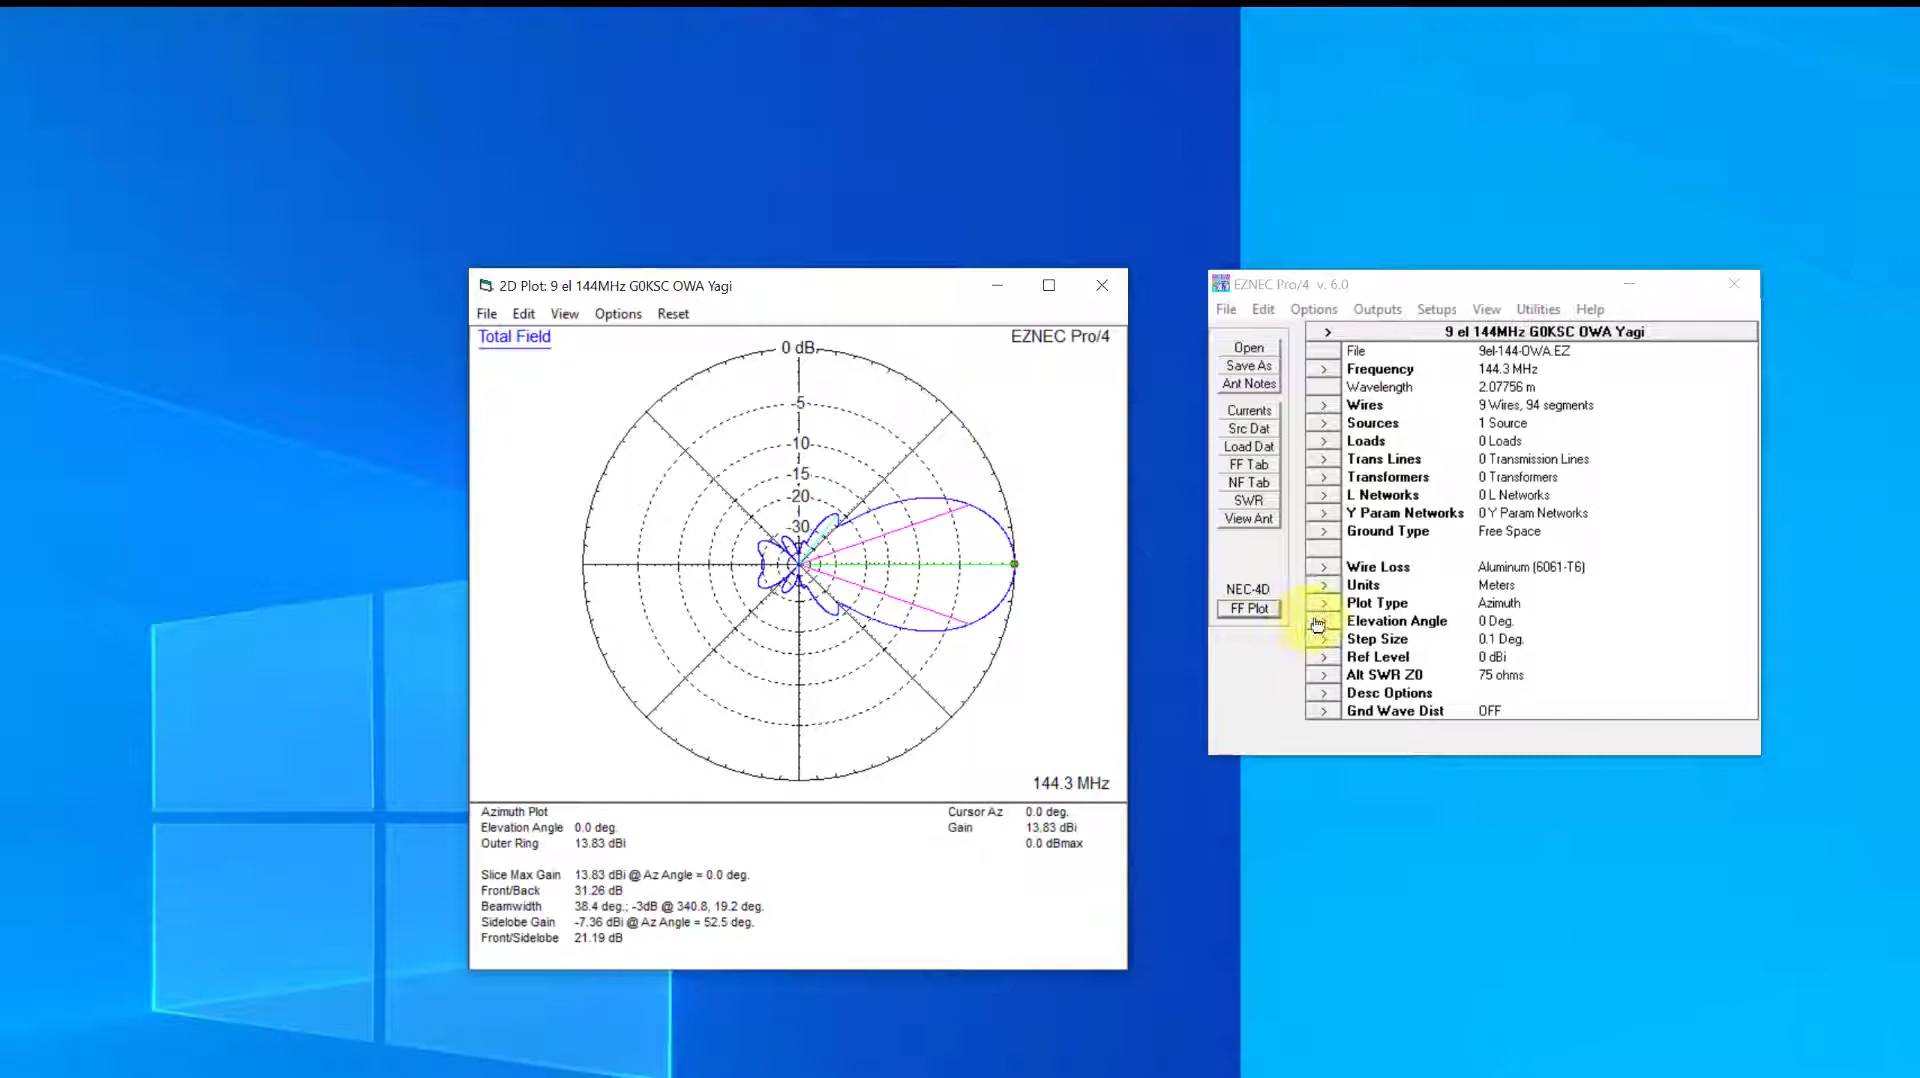 2D Plot: 9 el 144MHz G0KSC OWA Yagi
File Edit View Options Reset
Total Field
EZNEC Pro/4
0 dB
-5
-10
-15
-20
-30
144.3 MHz
Azimuth Plot
Elevation Angle 0.0 deg.
Outer Ring 13.83 dBi
Cursor Az 0.0 deg.
Gain 13.83 dBi
0.0 dBmax
Slice Max Gain 13.83 dBi @ Az Angle = 0.0 deg.
Front/Back 31.26 dB
Beamwidth 38.4 deg.; -3dB @ 340.8, 19.2 deg.
Sidelobe Gain -7.36 dBi @ Az Angle = 52.5 deg.
Front/Sidelobe 21.19 dB
EZNEC Pro/4 v. 6.0
File Edit Options Outputs Setups View Utilities Help
Open
Save As
Ant Notes
Currents
Src Dat
Load Dat
FF Tab
NF Tab
SWR
View Ant
NEC-4D
FF Plot
> 9 el 144MHz G0KSC OWA Yagi
File 9el-144-OWA.EZ
> Frequency 144.3 MHz
Wavelength 2.07756 m
> Wires 9 Wires, 94 segments
> Sources 1 Source
> Loads 0 Loads
> Trans Lines 0 Transmission Lines
> Transformers 0 Transformers
> L Networks 0 L Networks
> Y Param Networks 0 Y Param Networks
> Ground Type Free Space
> Wire Loss Aluminum (6061-T6)
> Units Meters
> Plot Type Azimuth
> Elevation Angle 0 Deg.
> Step Size 0.1 Deg.
> Ref Level 0 dBi
> Alt SWR Z0 75 ohms
> Desc Options
> Gnd Wave Dist OFF